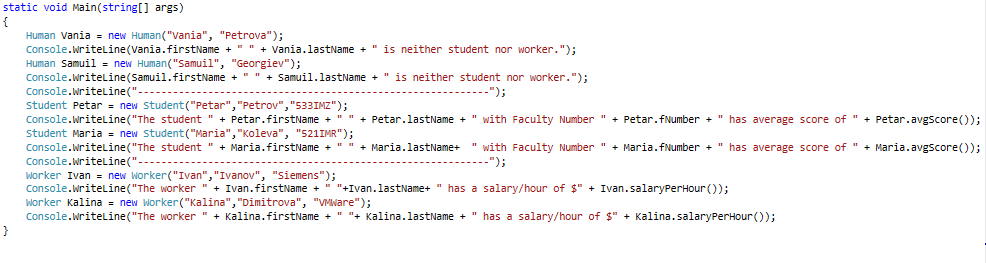 static void Main(string[] args)
{
    Human Vania = new Human("Vania", "Petrova");
    Console.WriteLine(Vania.firstName + " " + Vania.lastName + " is neither student nor worker.");
    Human Samuil = new Human("Samuil", "Georgiev");
    Console.WriteLine(Samuil.firstName + " " + Samuil.lastName + " is neither student nor worker.");
    Console.WriteLine("------------------------------------------------------------");
    Student Petar = new Student("Petar","Petrov","533IMZ");
    Console.WriteLine("The student " + Petar.firstName + " " + Petar.lastName + " with Faculty Number " + Petar.fNumber + " has average score of " + Petar.avgScore());
    Student Maria = new Student("Maria","Koleva", "521IMR");
    Console.WriteLine("The student " + Maria.firstName + " " + Maria.lastName+  " with Faculty Number " + Maria.fNumber + " has average score of " + Maria.avgScore());
    Console.WriteLine("------------------------------------------------------------");
    Worker Ivan = new Worker("Ivan","Ivanov", "Siemens");
    Console.WriteLine("The worker " + Ivan.firstName + " "+Ivan.lastName+ " has a salary/hour of $" + Ivan.salaryPerHour());
    Worker Kalina = new Worker("Kalina","Dimitrova", "VMWare");
    Console.WriteLine("The worker " + Kalina.firstName + " "+ Kalina.lastName + " has a salary/hour of $" + Kalina.salaryPerHour());
}